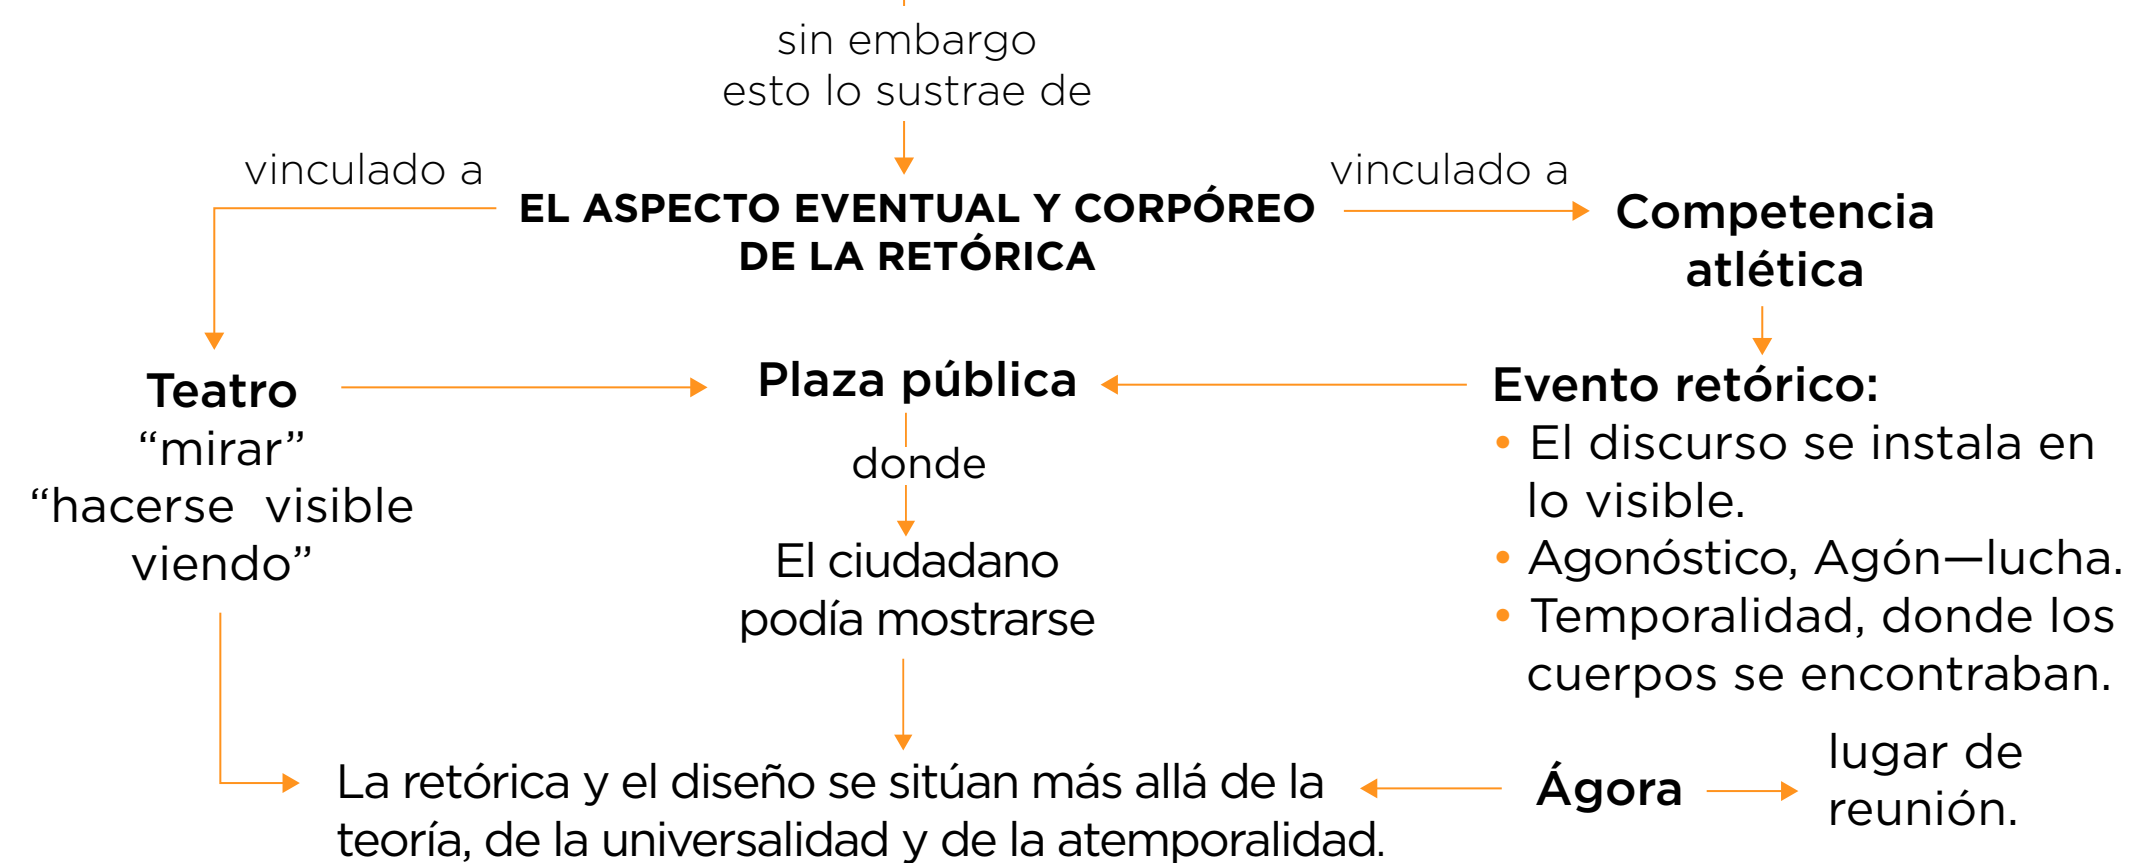 sin embargo
esto lo sustrae de
vinculado a
vinculado a
EL ASPECTO EVENTUAL Y CORPÓREO
DE LA RETÓRICA
Competencia
atlética
Teatro
“mirar”
“hacerse visible
viendo”
Plaza pública
donde
El ciudadano
podía mostrarse
Evento retórico:
• El discurso se instala en
lo visible.
• Agonóstico, Agón—lucha.
• Temporalidad, donde los
cuerpos se encontraban.
La retórica y el diseño se sitúan más allá de la
teoría, de la universalidad y de la atemporalidad.
Ágora
lugar de
reunión.